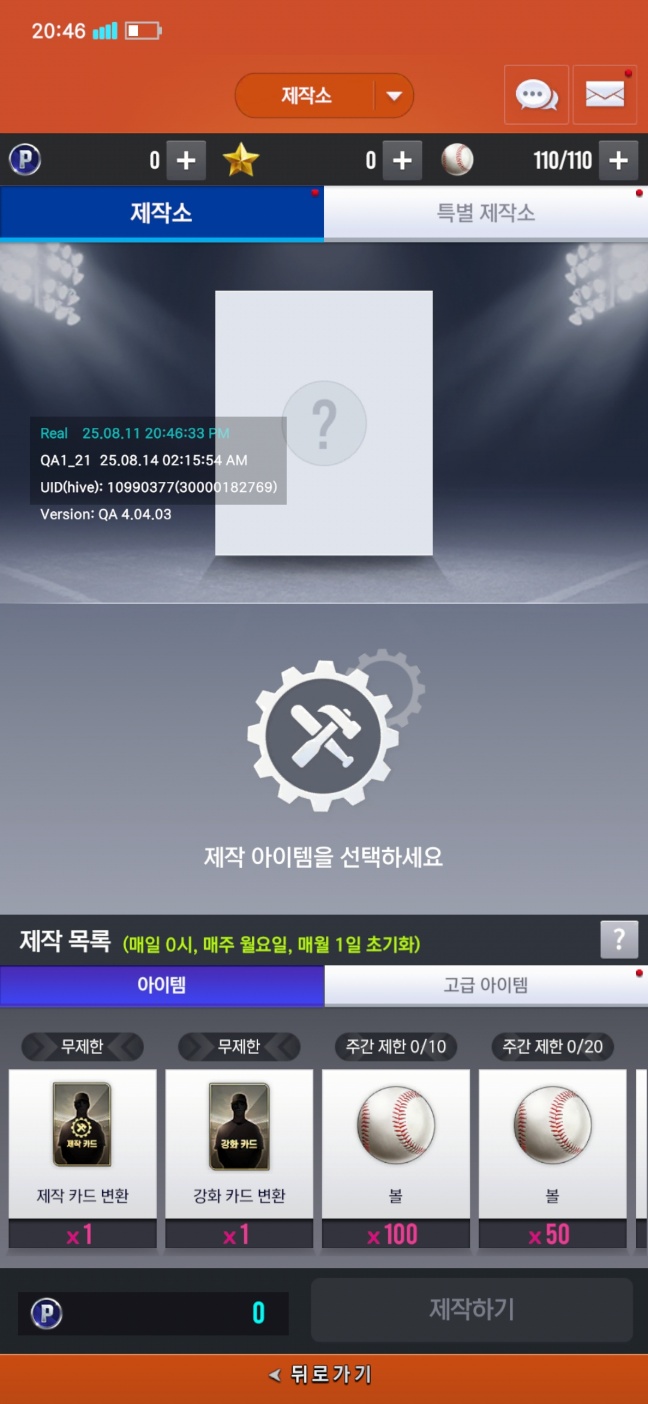 20:46
제작소
P 0 + 0 + 110/110 +
제작소 특별 제작소
?
Real 25.08.11 20:46:33 PM
QA1_21 25.08.14 02:15:54 AM
UID(hive): 10990377(30000182769)
Version: QA 4.04.03
제작 아이템을 선택하세요
제작 목록 (매일 0시, 매주 월요일, 매월 1일 초기화) ?
아이템 고급 아이템
무제한 무제한 주간 제한 0/10 주간 제한 0/20
제작 카드 강화 카드
제작 카드 변환 강화 카드 변환 볼 볼
x1 x1 x100 x50
P 0 제작하기
뒤로가기